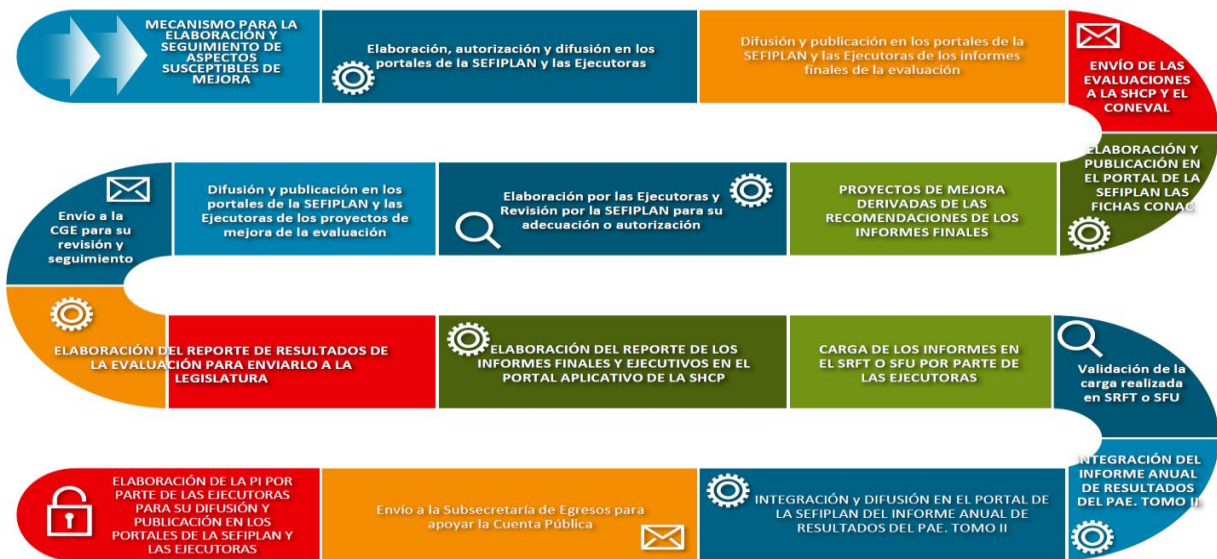 MECANISMO PARA LA
ELABORACIÓN Y
SEGUIMIENTO DE
ASPECTOS
SUSCEPTIBLES DE
MEJORA
Elaboración, autorización y difusión en los
portales de la SEFIPLAN y las Ejecutoras
Difusión y publicación en los portales de la
SEFIPLAN y las Ejecutoras de los informes
finales de la evaluación
ENVÍO DE LAS
EVALUACIONES
A LA SHCP Y EL
CONEVAL
ELABORACIÓN Y
PUBLICACIÓN EN
EL PORTAL DE LA
SEFIPLAN LAS
FICHAS CONAC
PROYECTOS DE MEJORA
DERIVADAS DE LAS
RECOMENDACIONES DE LOS
INFORMES FINALES
Elaboración por las Ejecutoras y
Revisión por la SEFIPLAN para su
adecuación o autorización
Difusión y publicación en los
portales de la SEFIPLAN y las
Ejecutoras de los proyectos de
mejora de la evaluación
Envío a la
CGE para su
revisión y
seguimiento
ELABORACIÓN DEL REPORTE DE RESULTADOS DE
LA EVALUACIÓN PARA ENVIARLO A LA
LEGISLATURA
ELABORACIÓN DEL REPORTE DE LOS
INFORMES FINALES Y EJECUTIVOS EN EL
PORTAL APLICATIVO DE LA SHCP
CARGA DE LOS INFORMES EN
EL SRFT O SFU POR PARTE DE
LAS EJECUTORAS
Validación de la
carga realizada
en SRFT o SFU
INTEGRACIÓN DEL
INFORME ANUAL
DE RESULTADOS
DEL PAE. TOMO II
INTEGRACIÓN y DIFUSIÓN EN EL PORTAL DE
LA SEFIPLAN DEL INFORME ANUAL DE
RESULTADOS DEL PAE. TOMO II
Envío a la Subsecretaría de Egresos para
apoyar la Cuenta Pública
ELABORACIÓN DE LA PI POR
PARTE DE LAS EJECUTORAS
PARA SU DIFUSIÓN Y
PUBLICACIÓN EN LOS
PORTALES DE LA SEFIPLAN Y
LAS EJECUTORAS